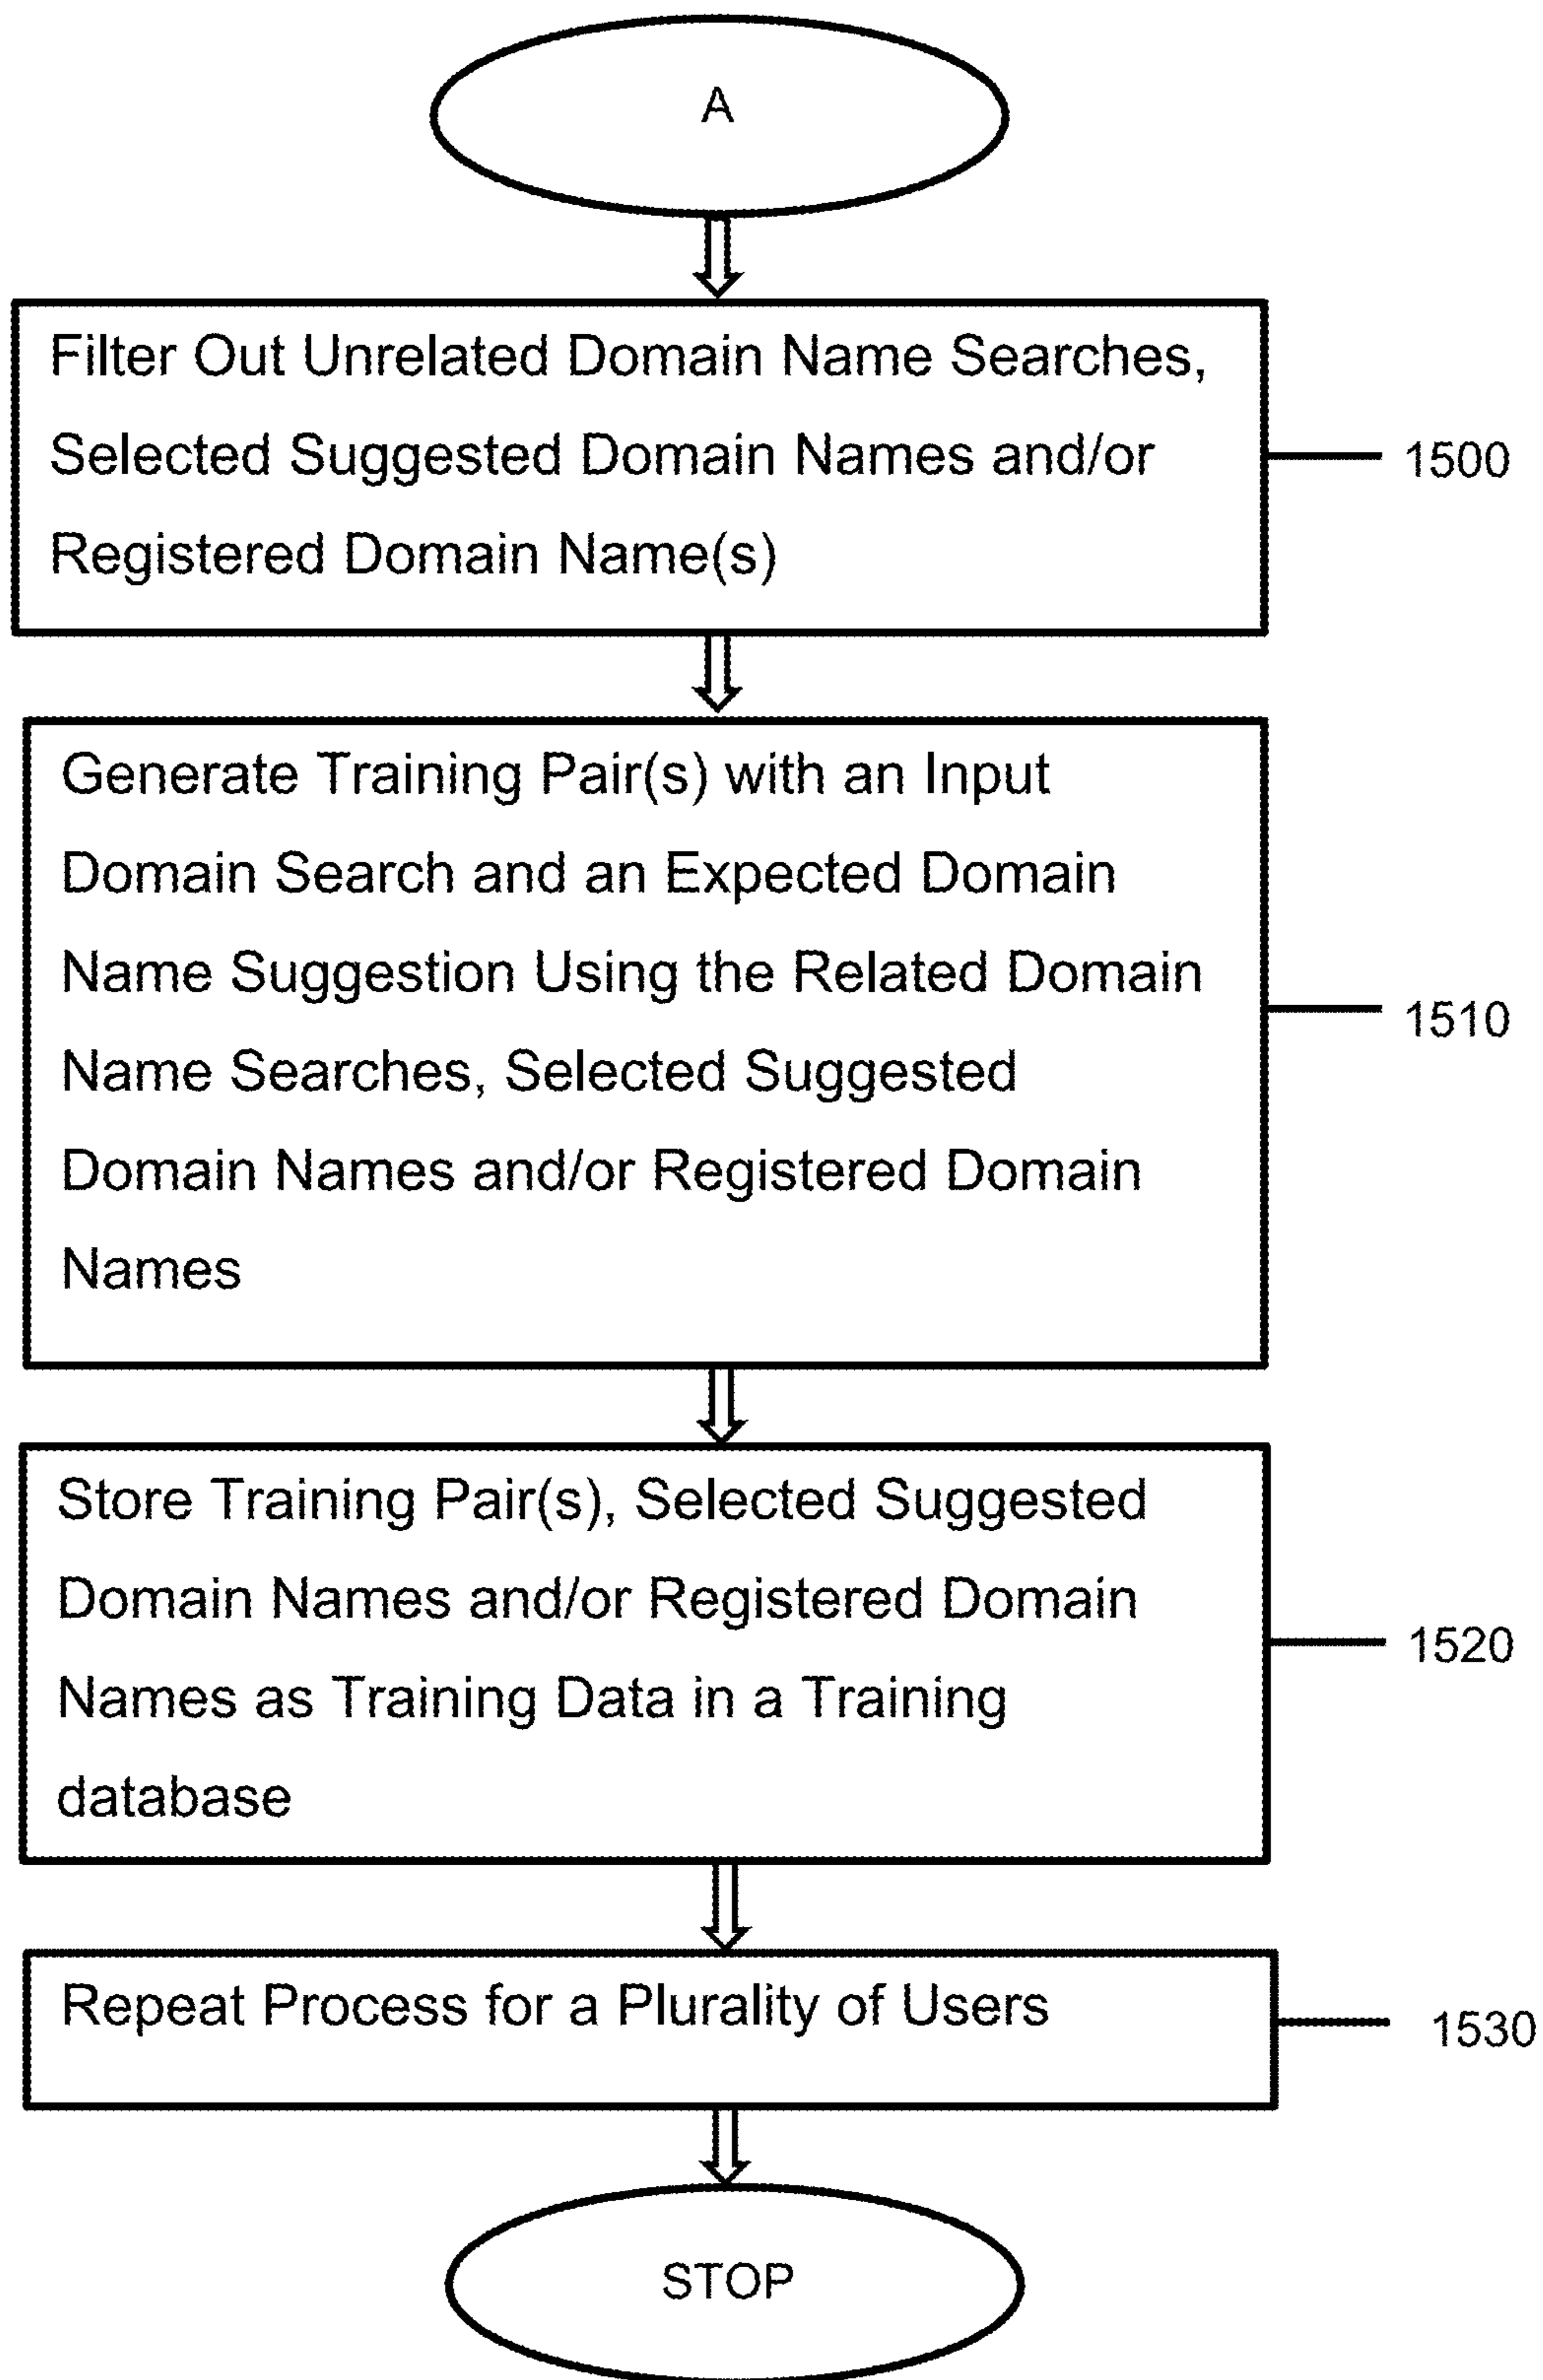 A
Filter Out Unrelated Domain Name Searches,
Selected Suggested Domain Names and/or
Registered Domain Name(s)
1500
Generate Training Pair(s) with an Input
Domain Search and an Expected Domain
Name Suggestion Using the Related Domain
Name Searches, Selected Suggested
Domain Names and/or Registered Domain
Names
1510
Store Training Pair(s), Selected Suggested
Domain Names and/or Registered Domain
Names as Training Data in a Training
database
1520
Repeat Process for a Plurality of Users
1530
STOP